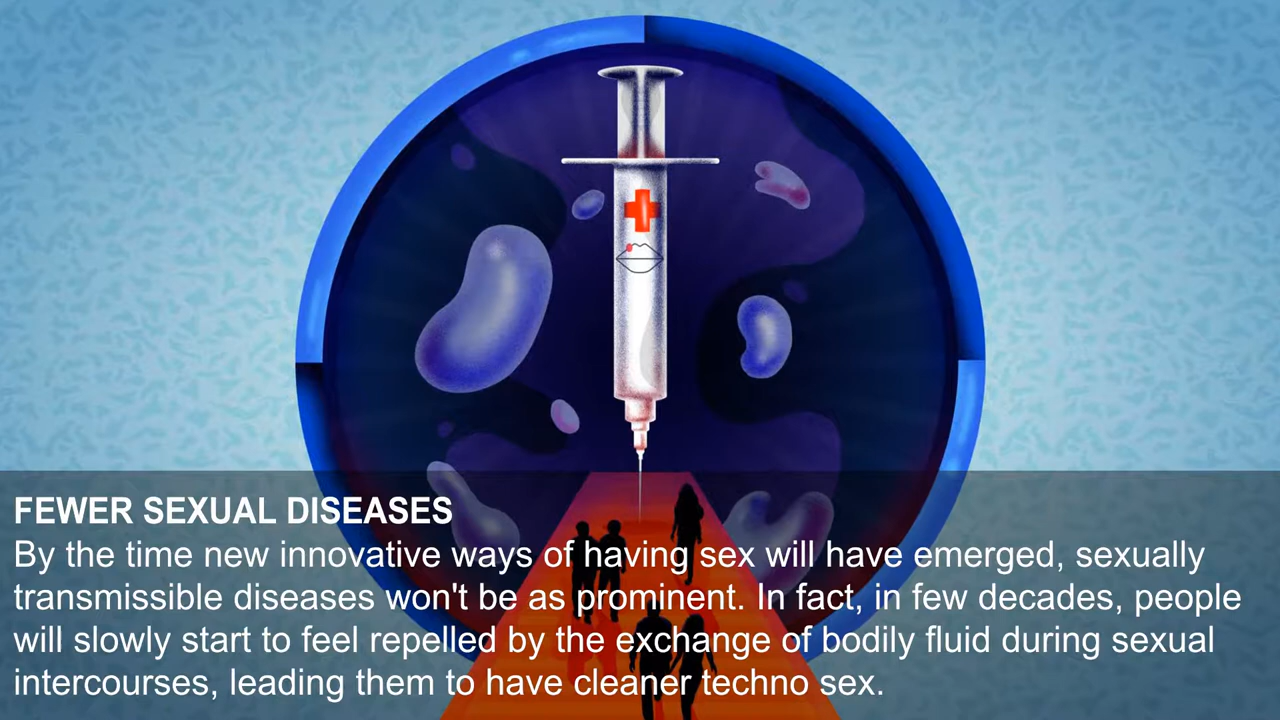 FEWER SEXUAL DISEASES
By the time new innovative ways of having sex will have emerged, sexually
transmissible diseases won't be as prominent. In fact, in few decades, people
will slowly start to feel repelled by the exchange of bodily fluid during sexual
intercourses, leading them to have cleaner techno sex.